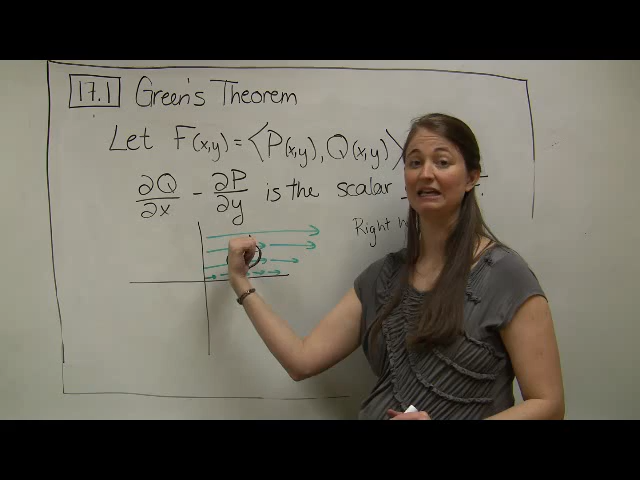 17.1 Green's Theorem
Let F(x,y) = ⟨P(x,y), Q(x,y)⟩
∂Q/∂x - ∂P/∂y is the scalar
Right